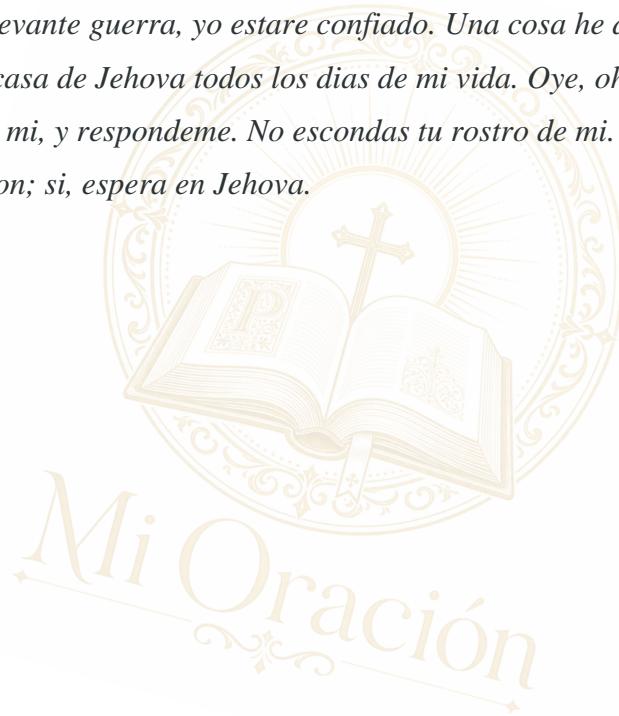 evante guerra, yo estare confiado. Una cosa he
casa de Jehova todos los dias de mi vida. Oye, oh
mi, y respondeme. No escondas tu rostro de mi.
on; si, espera en Jehova.
P
Mi Oración